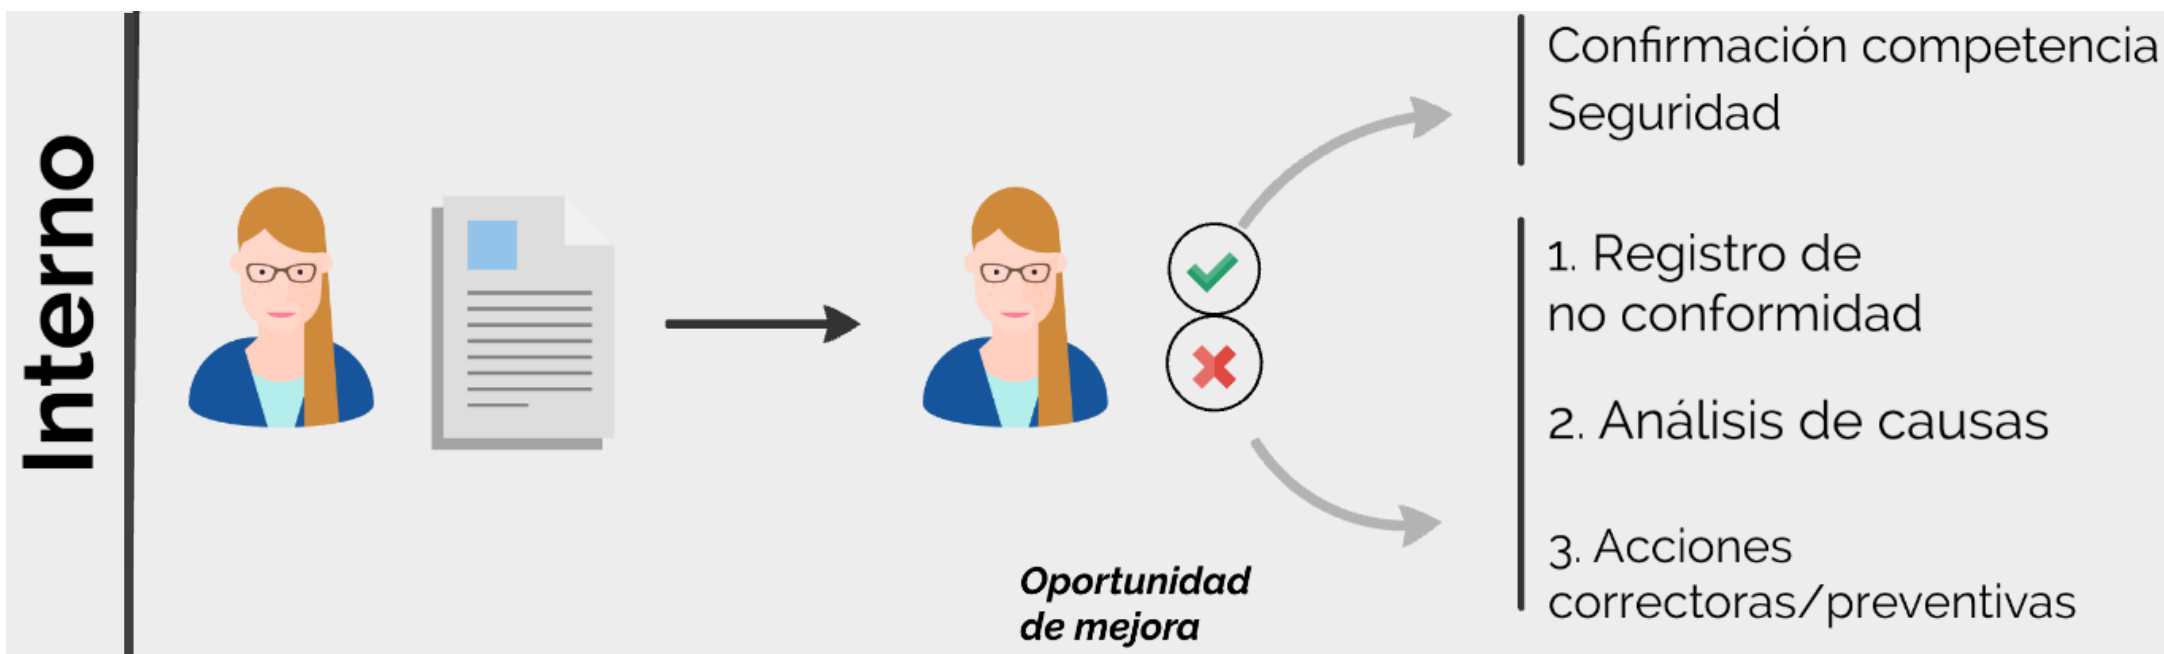 Interno
Confirmación competencia
Seguridad
1. Registro de
no conformidad
2. Análisis de causas
3. Acciones
correctoras/preventivas
Oportunidad
de mejora